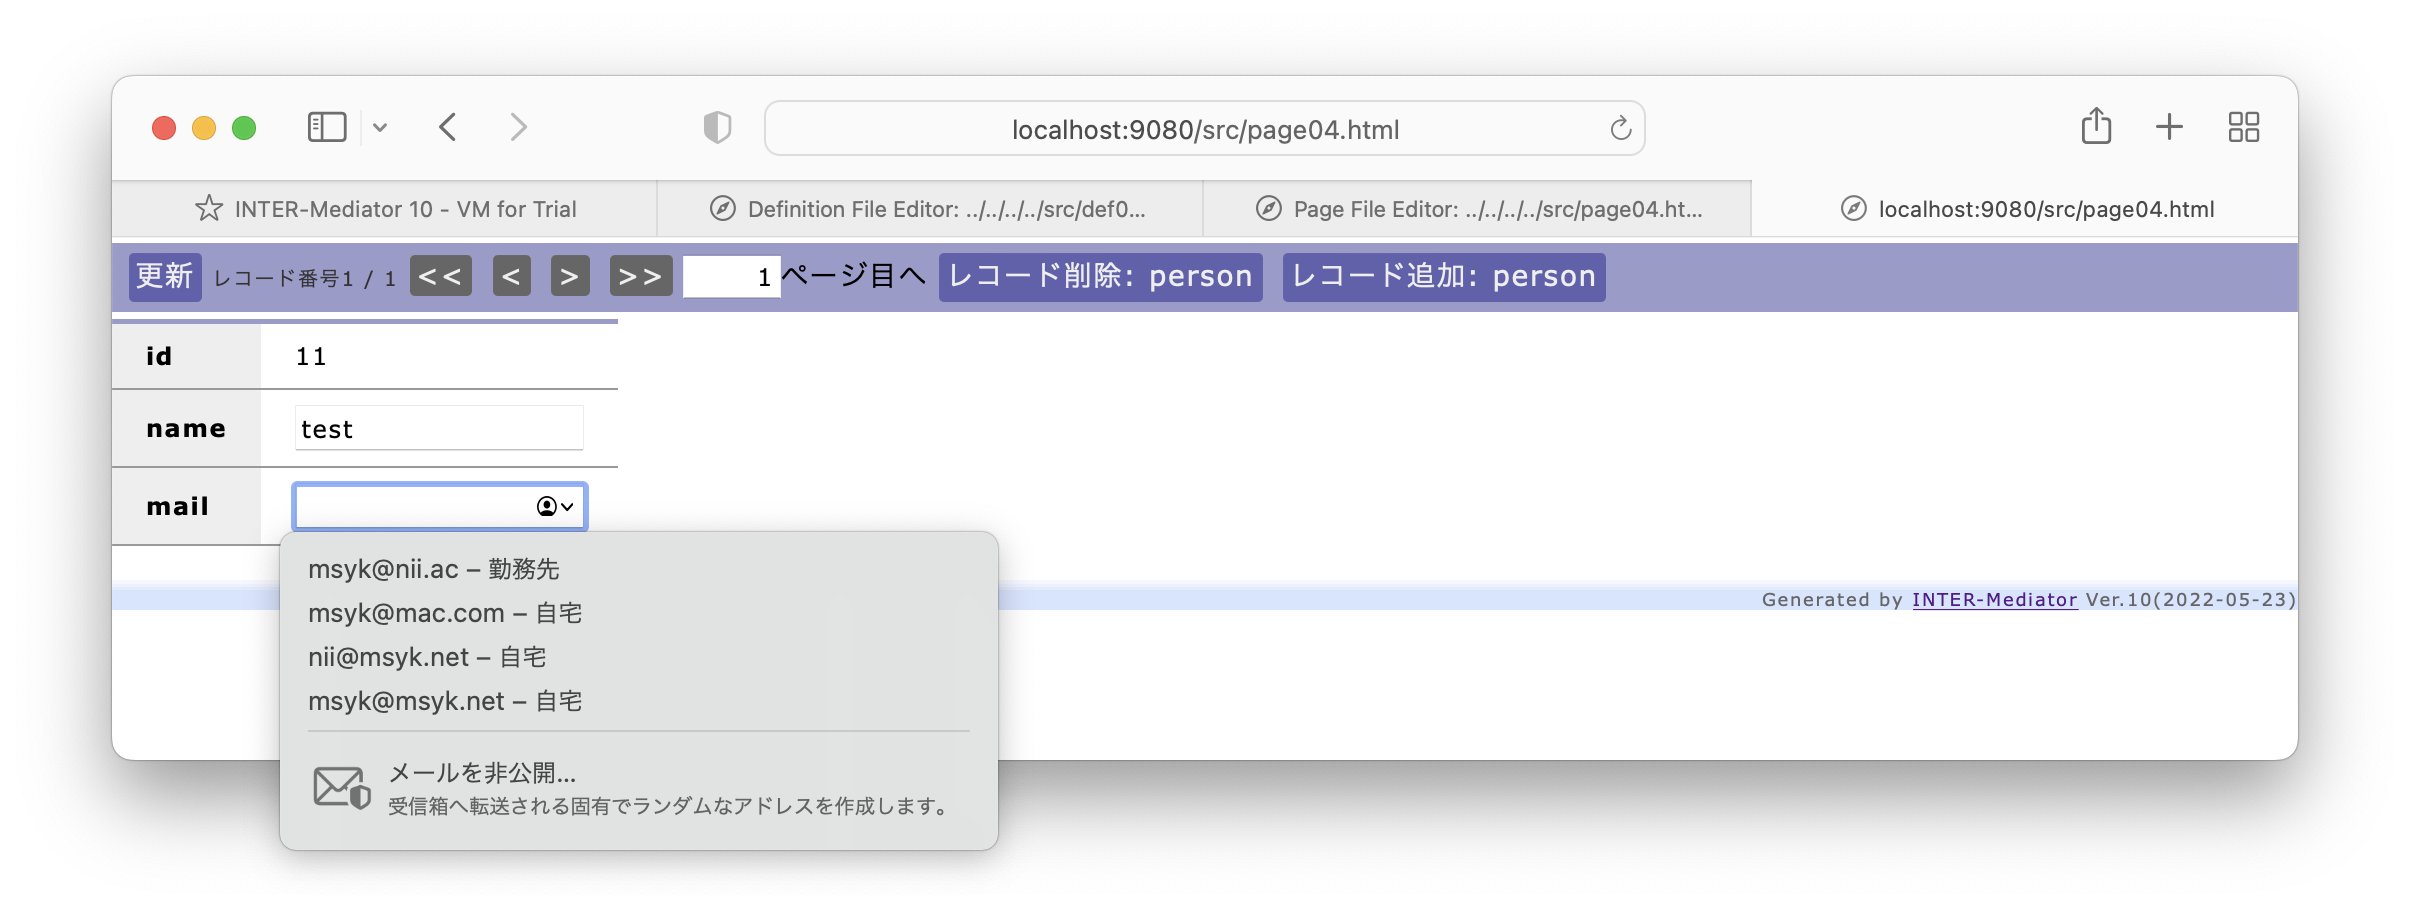 localhost:9080/src/page04.html
INTER-Mediator 10 - VM for Trial
Definition File Editor: ../../../../src/def0...
Page File Editor: ../../../../src/page04.ht...
localhost:9080/src/page04.html
更新 レコード番号1 / 1 << < > >> 1 ページ目へ レコード削除: person レコード追加: person
id 11
name test
mail
msyk@nii.ac – 勤務先
msyk@mac.com – 自宅
nii@msyk.net – 自宅
msyk@msyk.net – 自宅
メールを非公開...
受信箱へ転送される固有でランダムなアドレスを作成します。
Generated by INTER-Mediator Ver.10(2022-05-23)